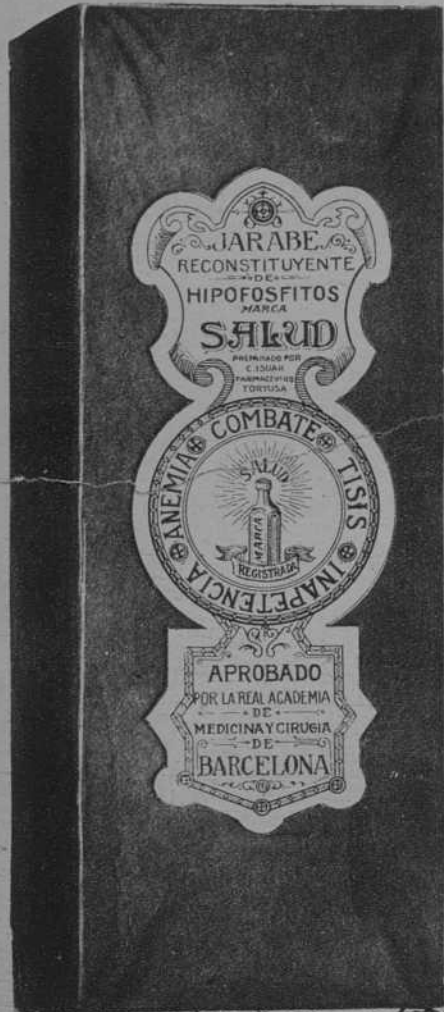 JARABE
RECONSTITUYENTE
DE
HIPOFOSFITOS
MARCA
SALUD
PREPARADO POR
FARMACEUTICO
TORTOSA
COMBATE
TISIS
INAPETENCIA
ANEMIA
SALUD
MARCA
REGISTRADA
APROBADO
POR LA REAL ACADEMIA
DE
MEDICINA Y CIRUGIA
DE
BARCELONA